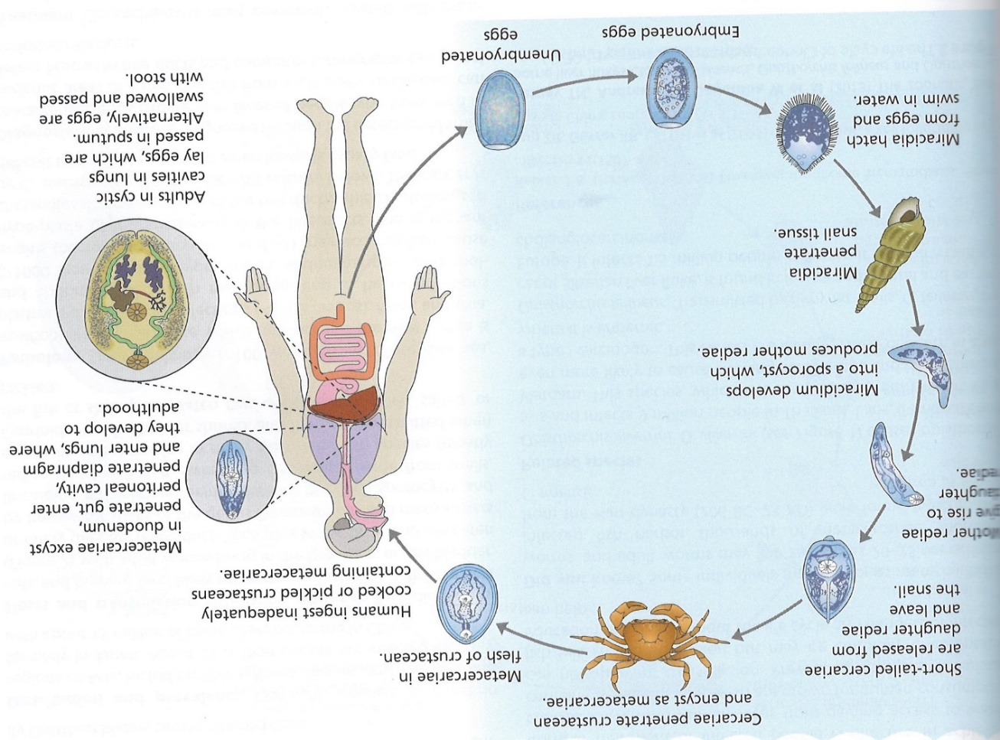 Cercariae penetrate crustacean
and encyst as metacercariae.
Short-tailed cercariae
are released from
daughter rediae
and leave
the snail.
Metacercariae in
flesh of crustacean.
Humans ingest inadequately
cooked or pickled crustaceans
containing metacercariae.
Mother rediae
give rise to
daughter
rediae.
Metacercariae excyst
in duodenum,
penetrate gut, enter
peritoneal cavity,
penetrate diaphragm
and enter lungs, where
they develop to
adulthood.
Miracidium develops
into a sporocyst, which
produces mother rediae.
Miracidia
penetrate
snail tissue.
Adults in cystic
cavities in lungs
lay eggs, which are
passed in sputum.
Alternatively, eggs are
swallowed and passed
with stool.
Miracidia hatch
from eggs and
swim in water.
Unembryonated
eggs
Embryonated eggs